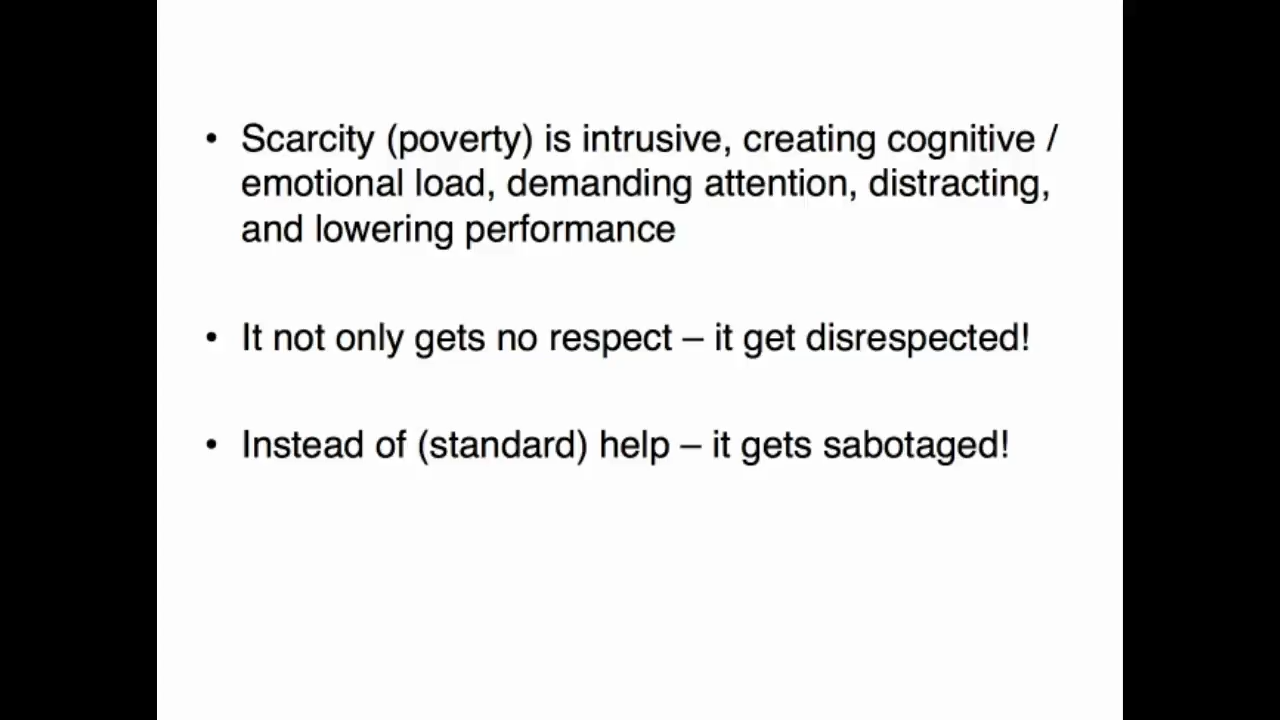 • Scarcity (poverty) is intrusive, creating cognitive /
emotional load, demanding attention, distracting,
and lowering performance
• It not only gets no respect – it get disrespected!
• Instead of (standard) help – it gets sabotaged!